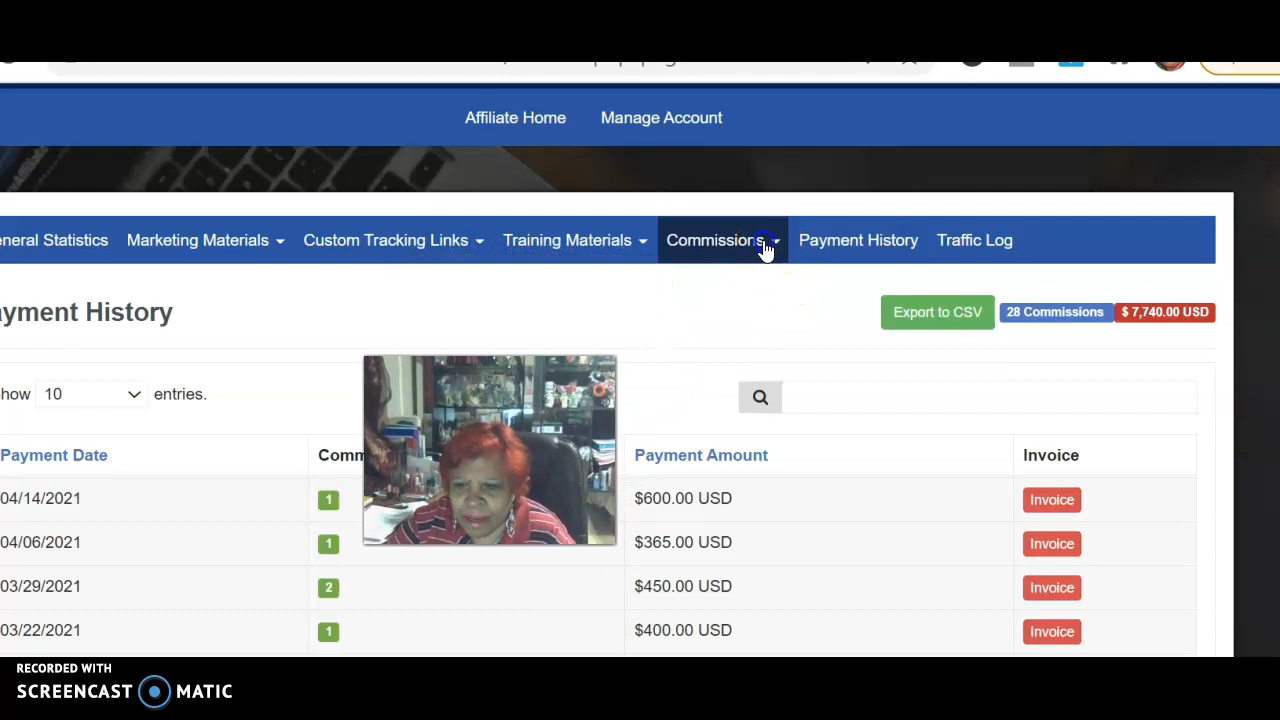 Affiliate Home Manage Account
eneral Statistics Marketing Materials Custom Tracking Links Training Materials Commissions Payment History Traffic Log
ayment History
Export to CSV 28 Commissions $ 7,740.00 USD
how 10 entries.
Payment Date Comm Payment Amount Invoice
04/14/2021 1 $600.00 USD Invoice
04/06/2021 1 $365.00 USD Invoice
03/29/2021 2 $450.00 USD Invoice
03/22/2021 1 $400.00 USD Invoice
RECORDED WITH
SCREENCAST MATIC